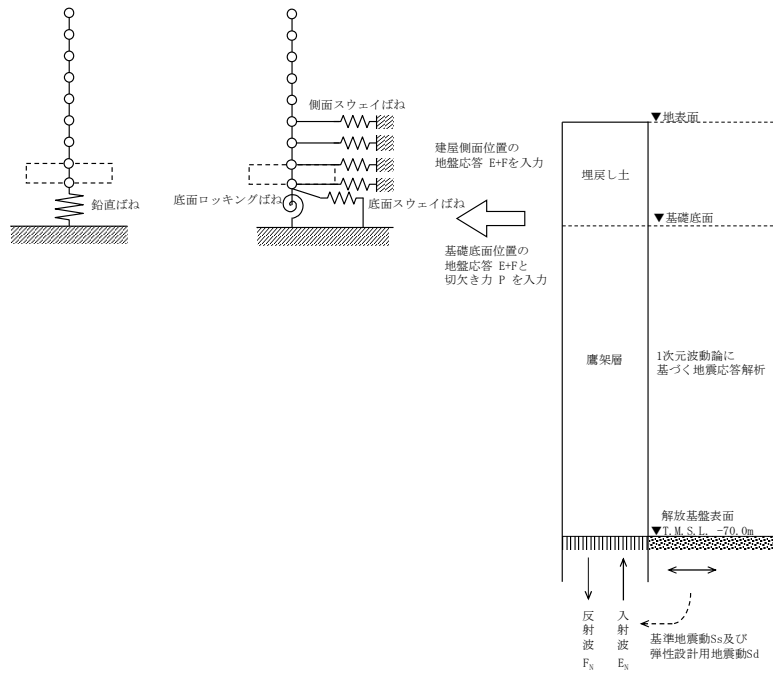 側面スウェイばね
鉛直ばね
底面ロッキングばね
底面スウェイばね
建屋側面位置の
地盤応答 E+Fを入力
基礎底面位置の
地盤応答 E+Fと
切欠き力 P を入力
▼地表面
埋戻し土
▼基礎底面
鷹架層
1次元波動論に
基づく地震応答解析
解放基盤表面
▼T.M.S.L. -70.0m
反射波 FN
入射波 EN
基準地震動Ss及び
弾性設計用地震動Sd